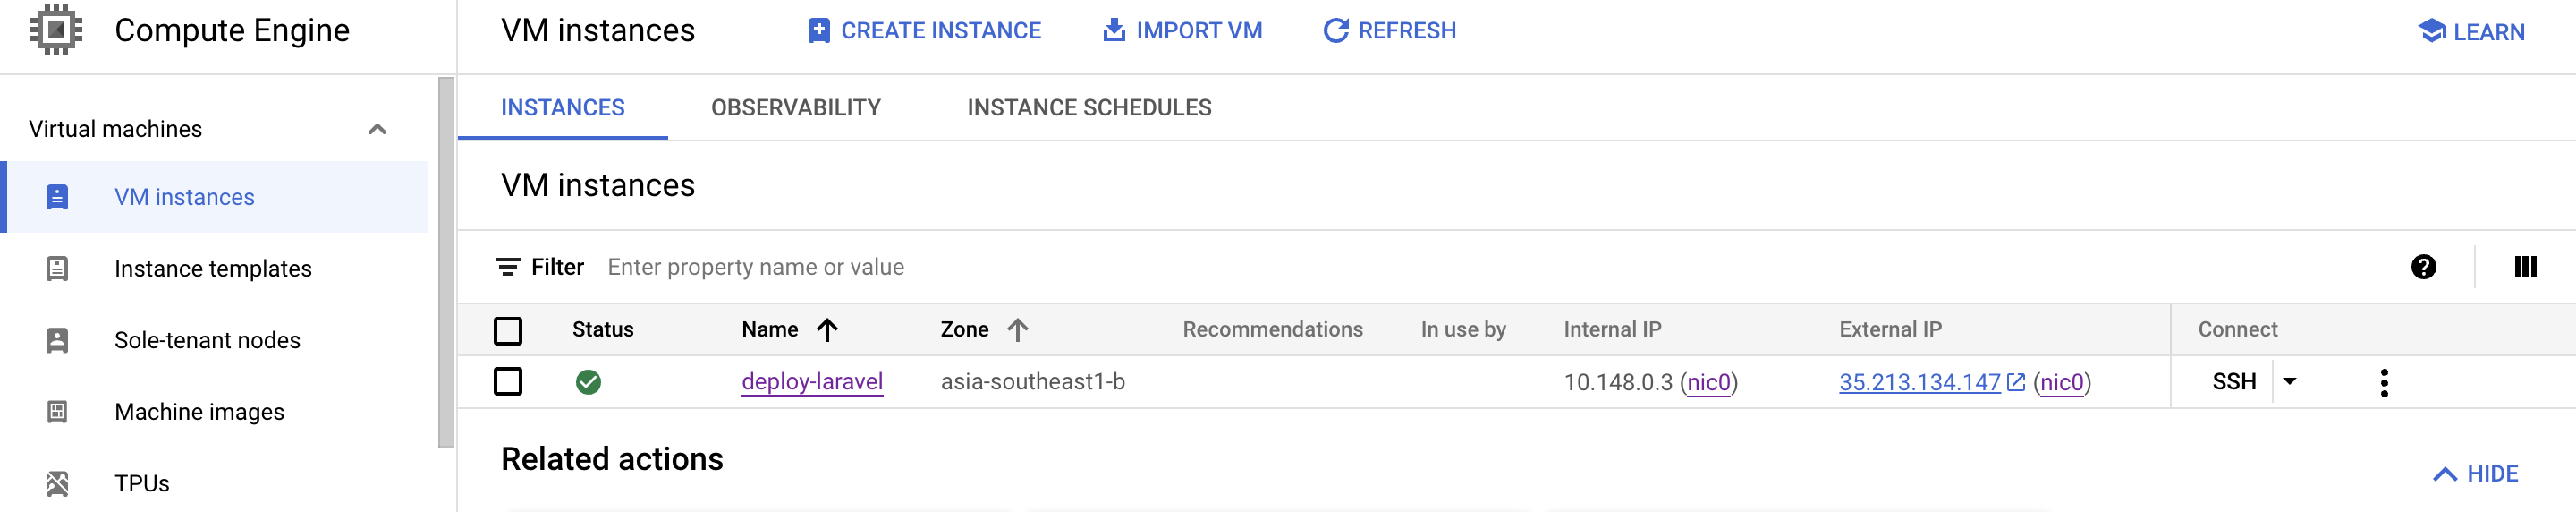 Compute Engine
VM instances
CREATE INSTANCE
IMPORT VM
REFRESH
LEARN
Virtual machines
VM instances
Instance templates
Sole-tenant nodes
Machine images
TPUs
INSTANCES
OBSERVABILITY
INSTANCE SCHEDULES
VM instances
Filter Enter property name or value
Status Name Zone Recommendations In use by Internal IP External IP Connect
deploy-laravel asia-southeast1-b 10.148.0.3 (nic0) 35.213.134.147 (nic0) SSH
Related actions
HIDE